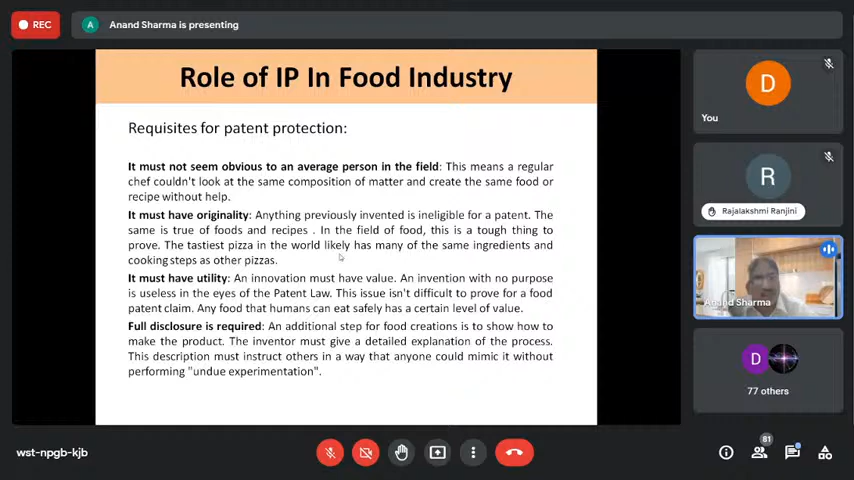 REC
A
Anand Sharma is presenting
Role of IP In Food Industry
Requisites for patent protection:
It must not seem obvious to an average person in the field: This means a regular
chef couldn't look at the same composition of matter and create the same food or
recipe without help.
It must have originality: Anything previously invented is ineligible for a patent. The
same is true of foods and recipes . In the field of food, this is a tough thing to
prove. The tastiest pizza in the world likely has many of the same ingredients and
cooking steps as other pizzas.
It must have utility: An innovation must have value. An invention with no purpose
is useless in the eyes of the Patent Law. This issue isn't difficult to prove for a food
patent claim. Any food that humans can eat safely has a certain level of value.
Full disclosure is required: An additional step for food creations is to show how to
make the product. The inventor must give a detailed explanation of the process.
This description must instruct others in a way that anyone could mimic it without
performing "undue experimentation".
D
You
R
Rajalakshmi Ranjini
Anand Sharma
D
77 others
wst-npgb-kjb
81